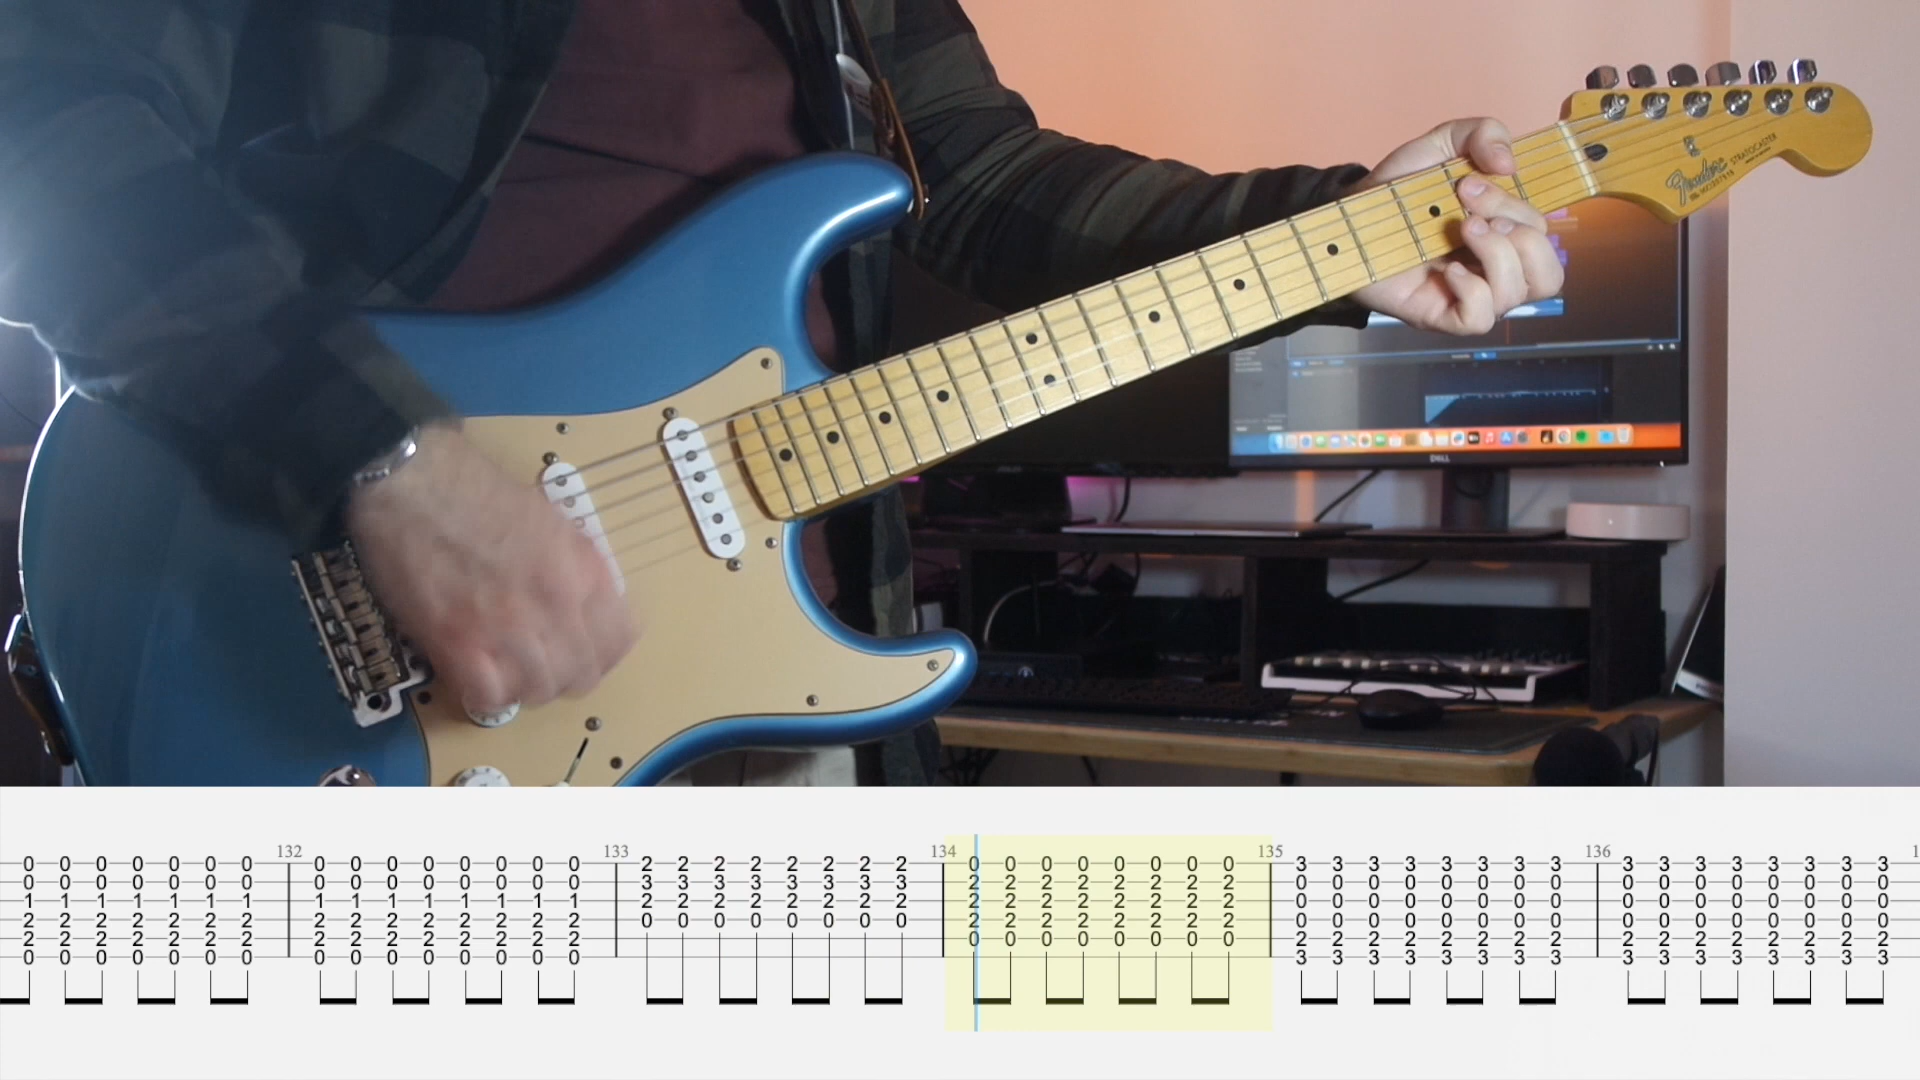 Fender
STRATOCASTER
DELL
132 133 134 135 136 1
0 0 0 0 0 0 0 0 0 0 0 0 0 0 0 2 2 2 2 2 2 2 2 0 0 0 0 0 0 0 0 3 3 3 3 3 3 3 3 3 3 3 3 3 3 3 3
0 0 0 0 0 0 0 0 0 0 0 0 0 0 0 3 3 3 3 3 3 3 3 2 2 2 2 2 2 2 2 0 0 0 0 0 0 0 0 0 0 0 0 0 0 0 0
1 1 1 1 1 1 1 1 1 1 1 1 1 1 1 2 2 2 2 2 2 2 2 2 2 2 2 2 2 2 2 0 0 0 0 0 0 0 0 0 0 0 0 0 0 0 0
2 2 2 2 2 2 2 2 2 2 2 2 2 2 2 0 0 0 0 0 0 0 0 2 2 2 2 2 2 2 2 0 0 0 0 0 0 0 0 0 0 0 0 0 0 0 0
2 2 2 2 2 2 2 2 2 2 2 2 2 2 2 0 0 0 0 0 0 0 0 2 2 2 2 2 2 2 2 2 2 2 2 2 2 2 2
0 0 0 0 0 0 0 0 0 0 0 0 0 0 0 3 3 3 3 3 3 3 3 3 3 3 3 3 3 3 3